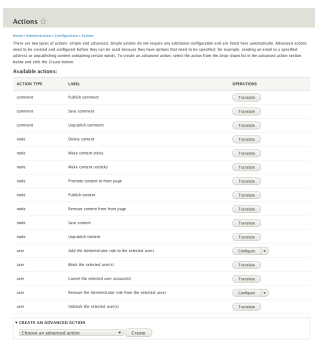 Actions
Home » Administration » Configuration » System
There are two types of actions: simple and advanced. Simple actions do not require any additional configuration and are listed here automatically. Advanced actions
need to be created and configured before they can be used because they have options that need to be specified; for example, sending an email to a specified
address or unpublishing content containing certain words. To create an advanced action, select the action from the drop-down list in the advanced action section
below and click the Create button.
Available actions:
ACTION TYPE LABEL OPERATIONS
comment Publish comment Translate
comment Save comment Translate
comment Unpublish comment Translate
node Delete content Translate
node Make content sticky Translate
node Make content unsticky Translate
node Promote content to front page Translate
node Publish content Translate
node Remove content from front page Translate
node Save content Translate
node Unpublish content Translate
user Add the Administrator role to the selected users Configure
user Block the selected user(s) Translate
user Cancel the selected user account(s) Translate
user Remove the Administrator role from the selected users Configure
user Unblock the selected user(s) Translate
CREATE AN ADVANCED ACTION
Choose an advanced action Create